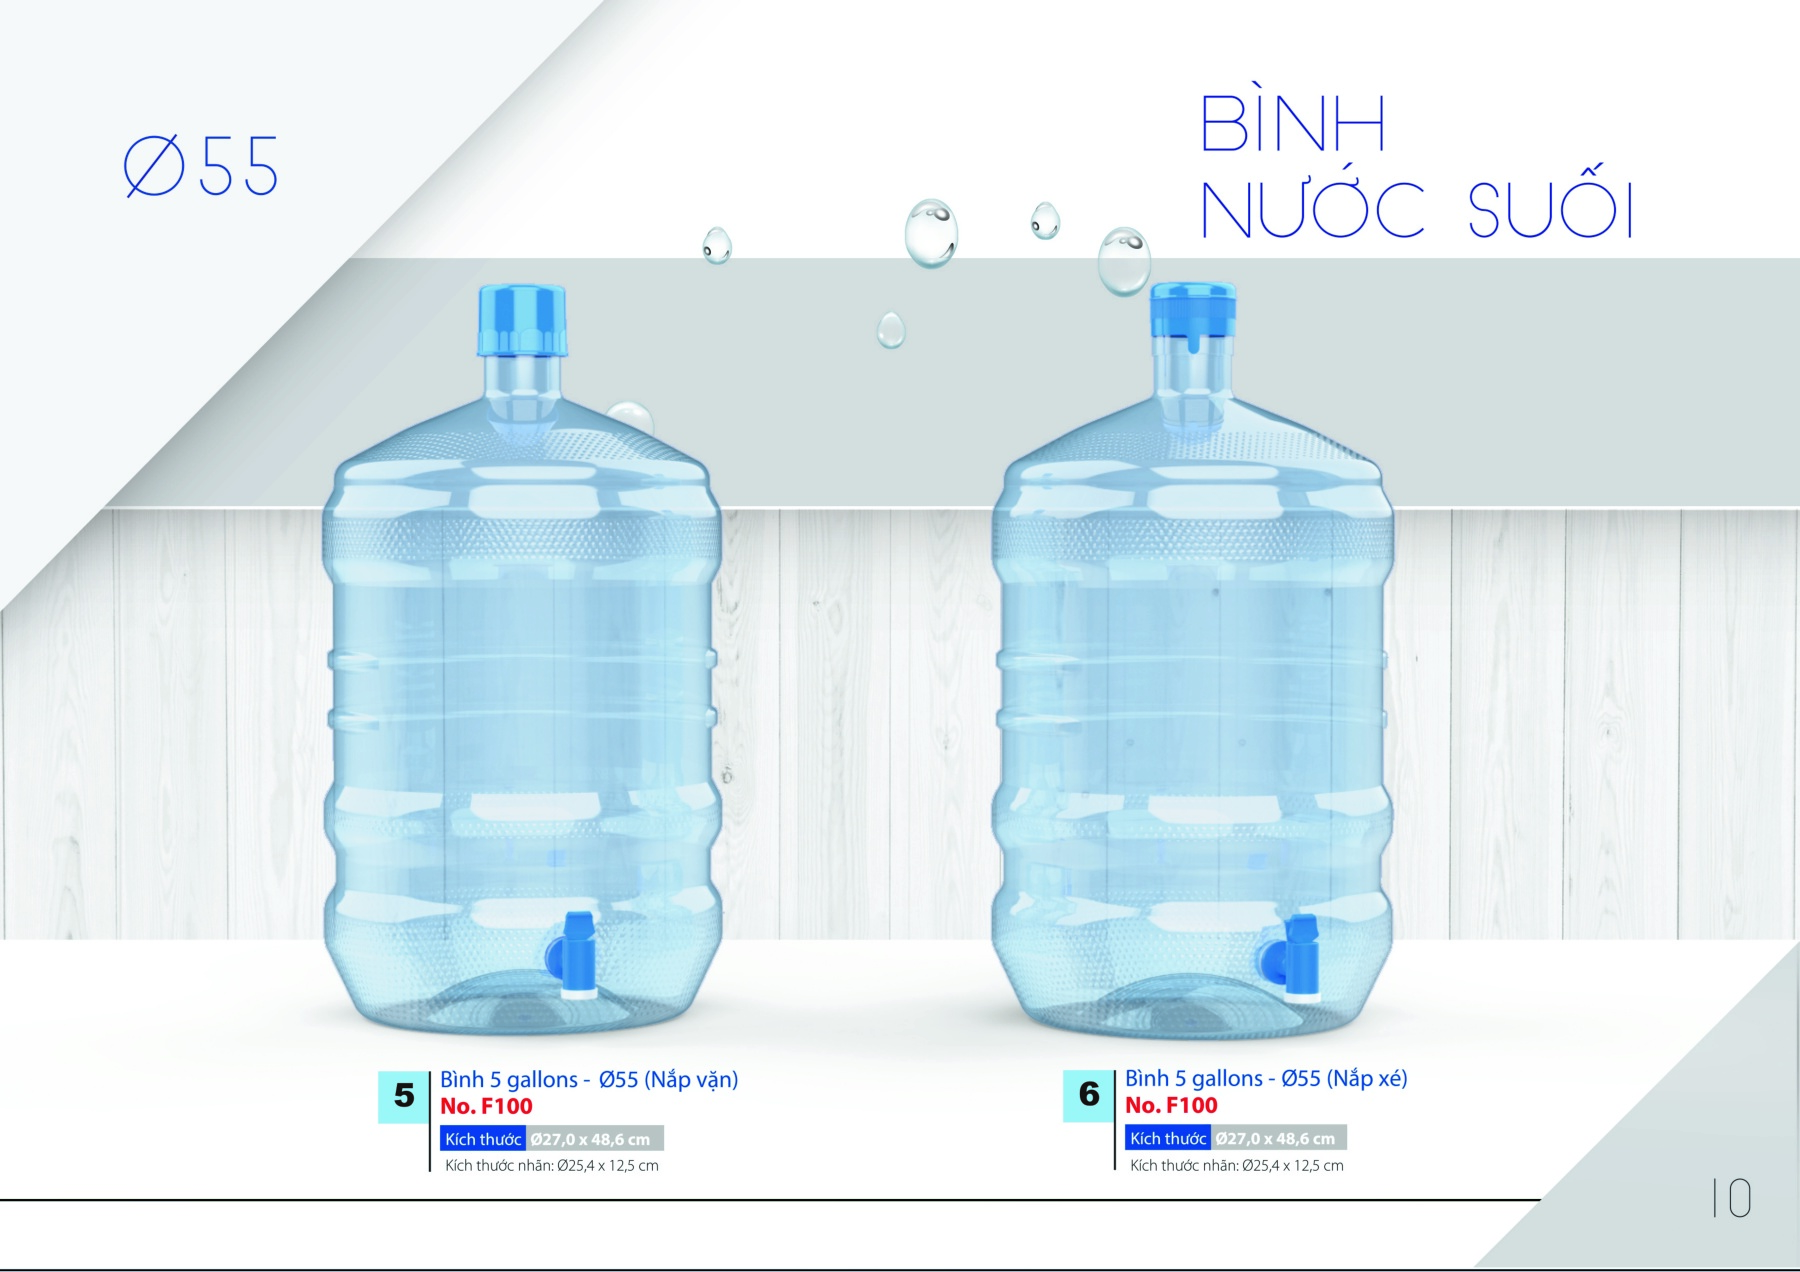 Ø55
BÌNH
NƯỚC SUỐI
5
Bình 5 gallons - Ø55 (Nắp vặn)
No. F100
Kích thước Ø27,0 x 48,6 cm
Kích thước nhãn: Ø25,4 x 12,5 cm
6
Bình 5 gallons - Ø55 (Nắp xé)
No. F100
Kích thước Ø27,0 x 48,6 cm
Kích thước nhãn: Ø25,4 x 12,5 cm
10